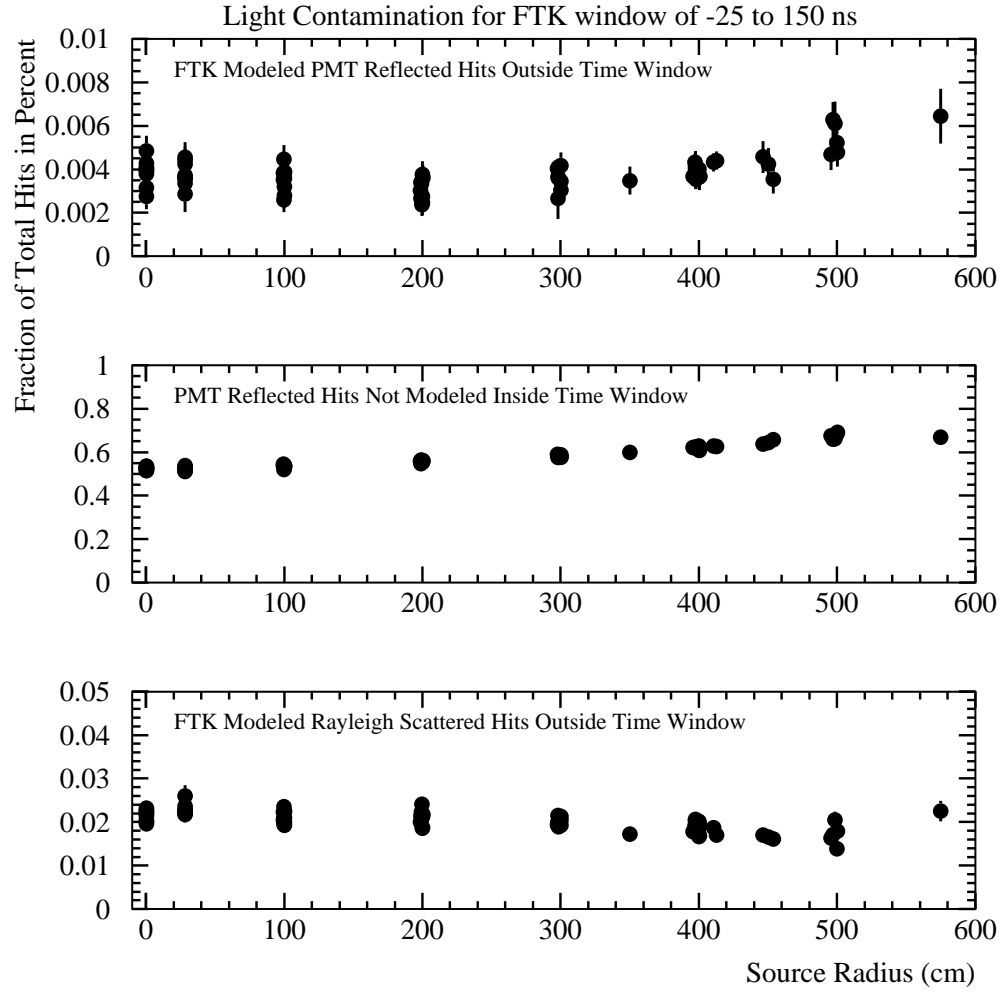 Light Contamination for FTK window of -25 to 150 ns
Fraction of Total Hits in Percent
FTK Modeled PMT Reflected Hits Outside Time Window
0.01
0.008
0.006
0.004
0.002
0
0 100 200 300 400 500 600
PMT Reflected Hits Not Modeled Inside Time Window
1
0.8
0.6
0.4
0.2
0
0 100 200 300 400 500 600
FTK Modeled Rayleigh Scattered Hits Outside Time Window
0.05
0.04
0.03
0.02
0.01
0
0 100 200 300 400 500 600
Source Radius (cm)